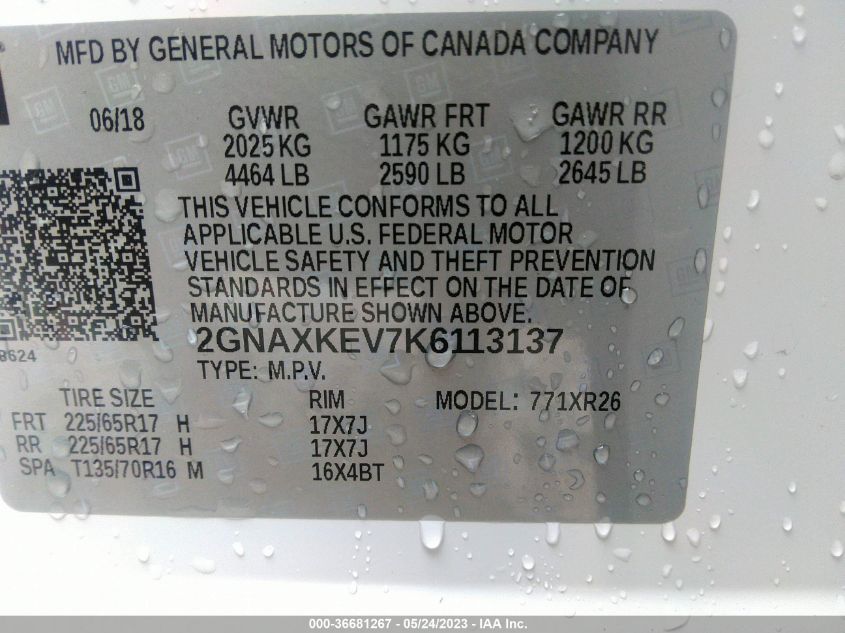 MFD BY GENERAL MOTORS OF CANADA COMPANY
06/18 GVWR GAWR FRT GAWR RR
2025 KG 1175 KG 1200 KG
4464 LB 2590 LB 2645 LB
THIS VEHICLE CONFORMS TO ALL
APPLICABLE U.S. FEDERAL MOTOR
VEHICLE SAFETY AND THEFT PREVENTION
STANDARDS IN EFFECT ON THE DATE OF
MANUFACTURE SHOWN ABOVE.
2GNAXKEV7K6113137
8624
TYPE: M.P.V.
TIRE SIZE RIM MODEL: 771XR26
FRT 225/65R17 H 17X7J
RR 225/65R17 H 17X7J
SPA T135/70R16 M 16X4BT
000-36681267 - 05/24/2023 - IAA Inc.